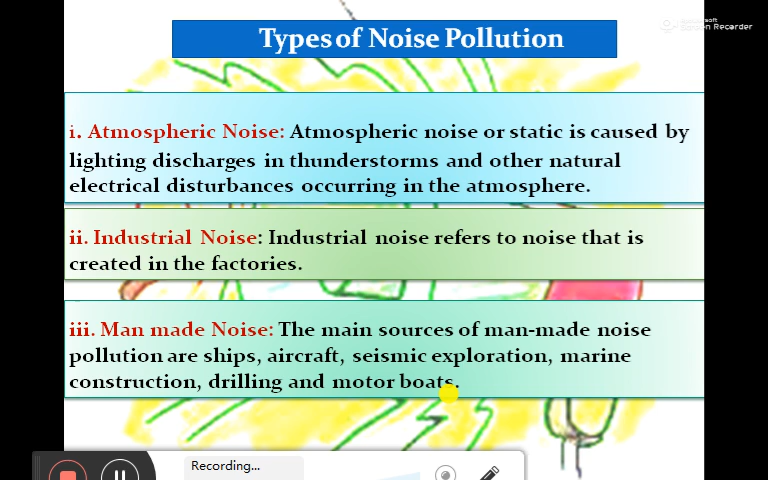 Types of Noise Pollution
Screen Recorder
i. Atmospheric Noise: Atmospheric noise or static is caused by
lighting discharges in thunderstorms and other natural
electrical disturbances occurring in the atmosphere.
ii. Industrial Noise: Industrial noise refers to noise that is
created in the factories.
iii. Man made Noise: The main sources of man-made noise
pollution are ships, aircraft, seismic exploration, marine
construction, drilling and motor boats.
Recording...